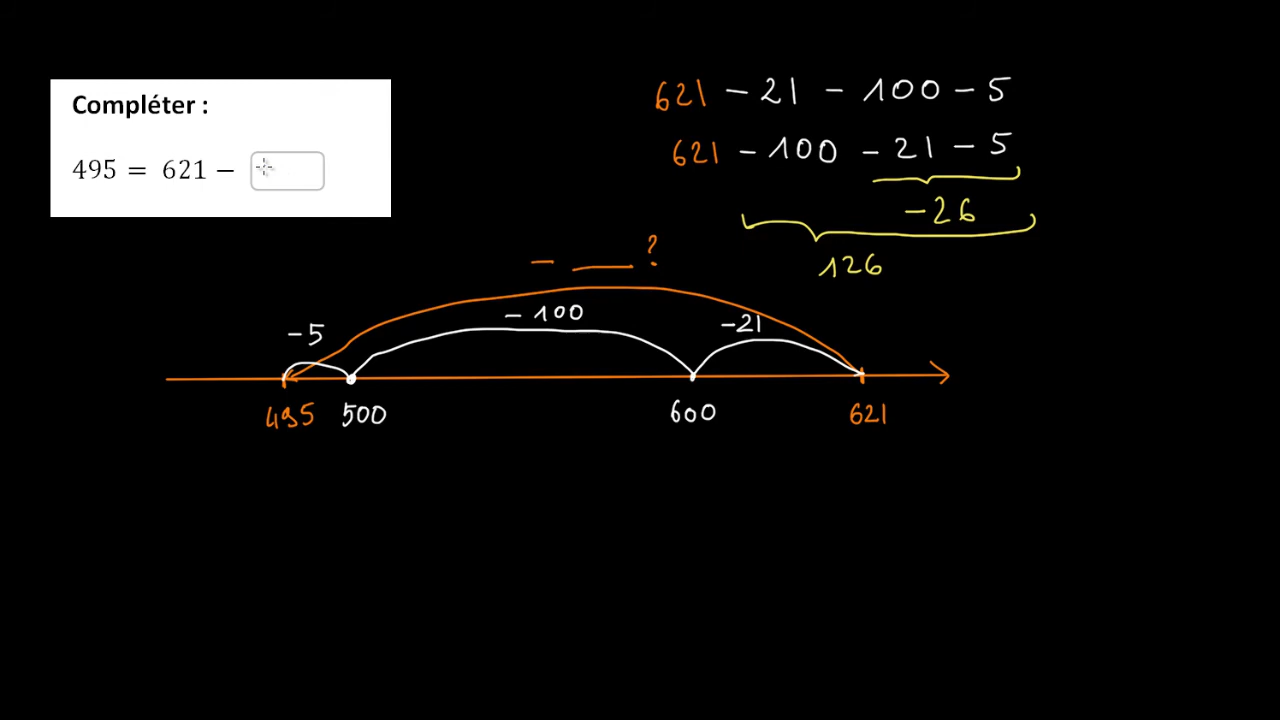 Compléter :
495 = 621 −
621 - 21 - 100 - 5
621 - 100 - 21 - 5
- 26
126
- ___ ?
-5
- 100
-21
495
500
600
621